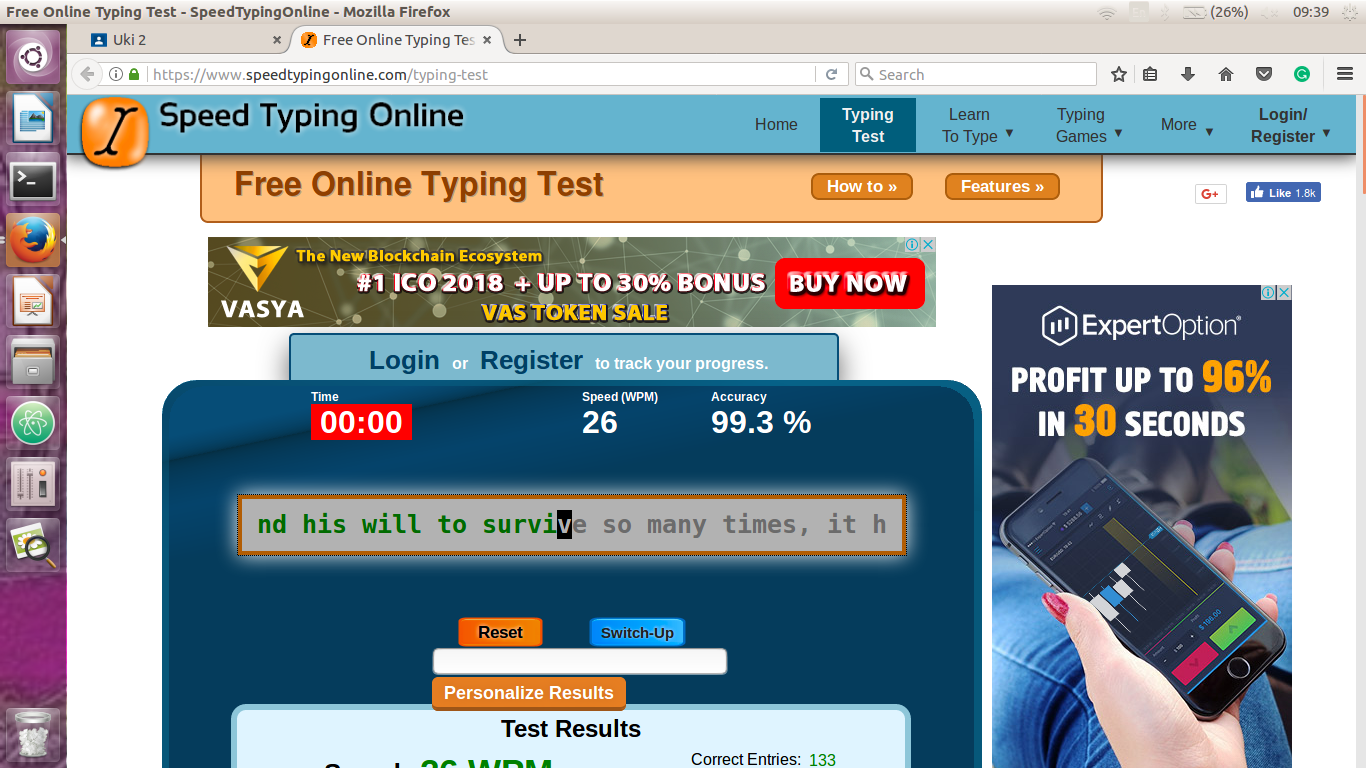 Free Online Typing Test - SpeedTypingOnline - Mozilla Firefox
(26%)
09:39
Uki 2
Free Online Typing Tes
https://www.speedtypingonline.com/typing-test
Search
Speed Typing Online
Home
Typing
Test
Learn
To Type ▼
Typing
Games ▼
More ▼
Login/
Register ▼
Free Online Typing Test
How to »
Features »
G+
Like 1.8k
VASYA
The New Blockchain Ecosystem
#1 ICO 2018 + UP TO 30% BONUS
VAS TOKEN SALE
BUY NOW
ExpertOption®
PROFIT UP TO 96%
IN 30 SECONDS
Login or Register to track your progress.
Time
00:00
Speed (WPM)
26
Accuracy
99.3 %
nd his will to survive so many times, it h
Reset
Switch-Up
Personalize Results
Test Results
26 WPM
Correct Entries: 133